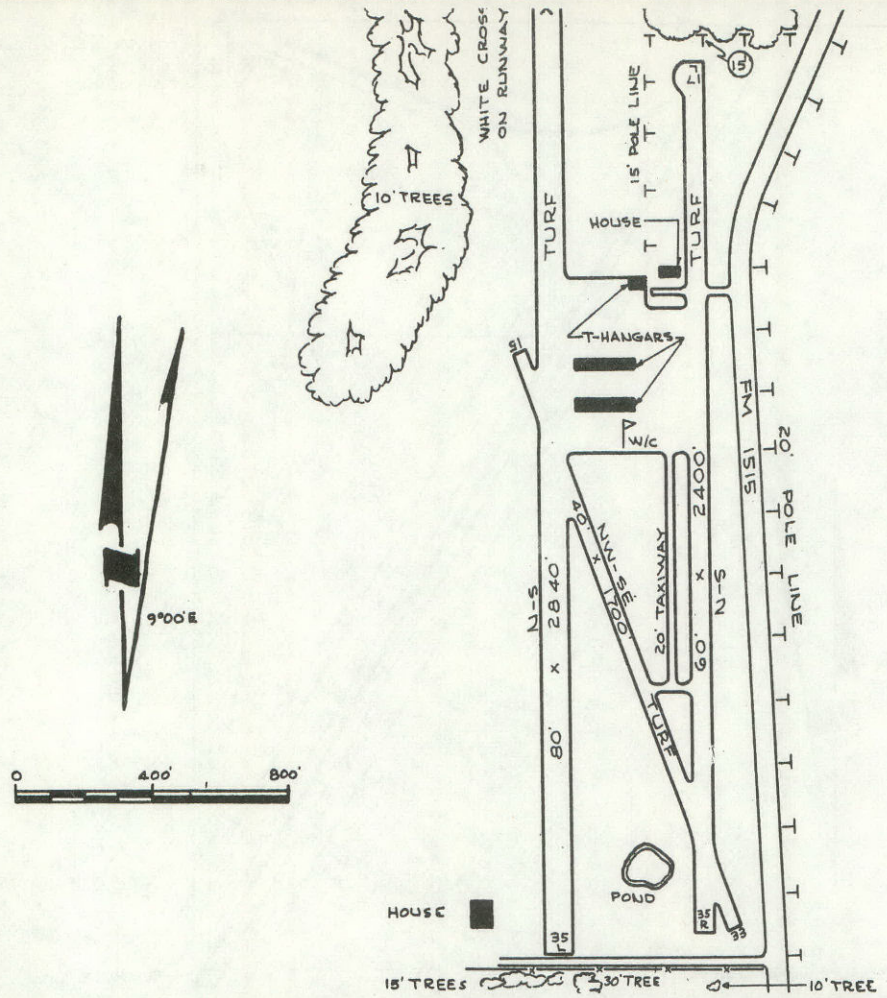 WHITE CROSS
ON RUNWAY
15'
15' POLE LINE
10' TREES
TURF
HOUSE
TURF
T-HANGARS
15
W/C
FM 1515
20' POLE LINE
9°00'E
N-S
80' x 2840'
NW-SE
40' x 1900'
20' TAXIWAY
60' x 2400'
N-S
TURF
0 400' 800'
POND
HOUSE
35
L
35
R
33
15' TREES
30' TREE
10' TREE